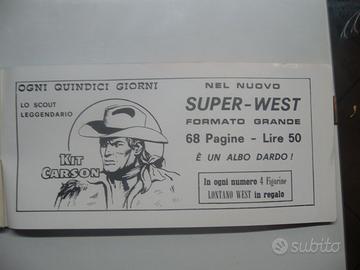 OGNI QUINDICI GIORNI
LO SCOUT
LEGGENDARIO
KIT
CARSON
NEL NUOVO
SUPER-WEST
FORMATO GRANDE
68 Pagine - Lire 50
È UN ALBO DARDO!
In ogni numero 4 Figurine
LONTANO WEST in regalo
subito